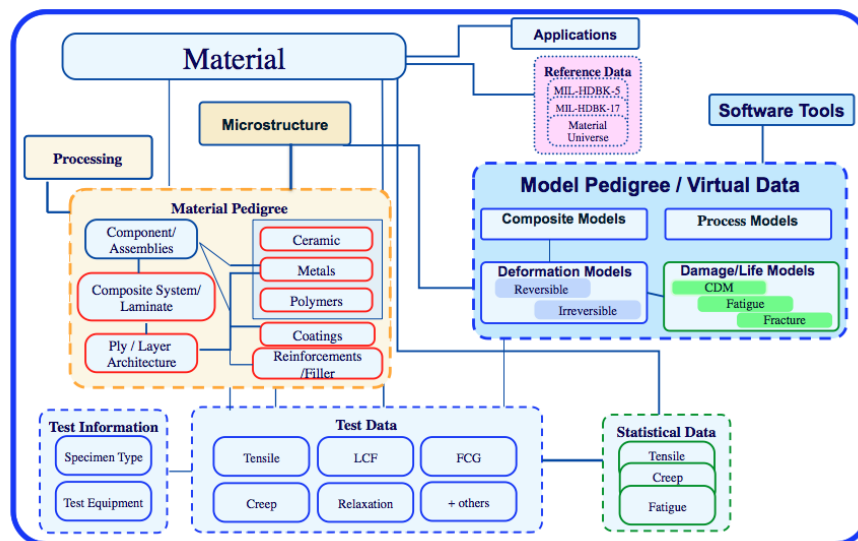 Material
Applications
Reference Data
MIL-HDBK-5
MIL-HDBK-17
Material
Universe
Software Tools
Microstructure
Processing
Material Pedigree
Component/
Assemblies
Composite System/
Laminate
Ply / Layer
Architecture
Ceramic
Metals
Polymers
Coatings
Reinforcements
/Filler
Model Pedigree / Virtual Data
Composite Models
Process Models
Deformation Models
Reversible
Irreversible
Damage/Life Models
CDM
Fatigue
Fracture
Test Information
Specimen Type
Test Equipment
Test Data
Tensile
LCF
FCG
Creep
Relaxation
+ others
Statistical Data
Tensile
Creep
Fatigue